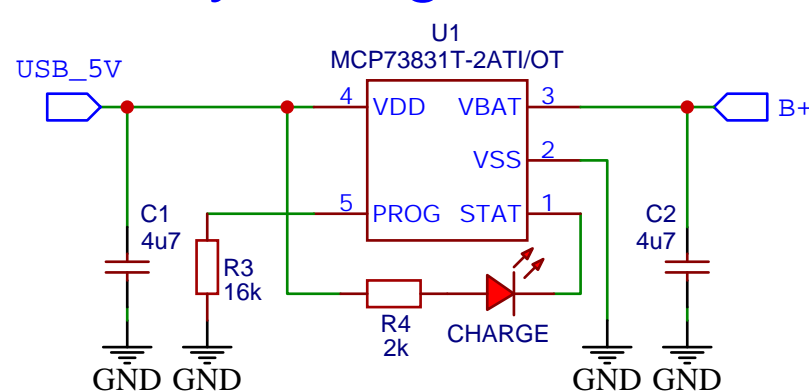 U1
MCP73831T-2ATI/OT
USB_5V
4
VDD
VBAT
3
B+
VSS
2
5
PROG
STAT
1
C1
4u7
C2
4u7
R3
16k
R4
2k
CHARGE
GND
GND
GND
GND